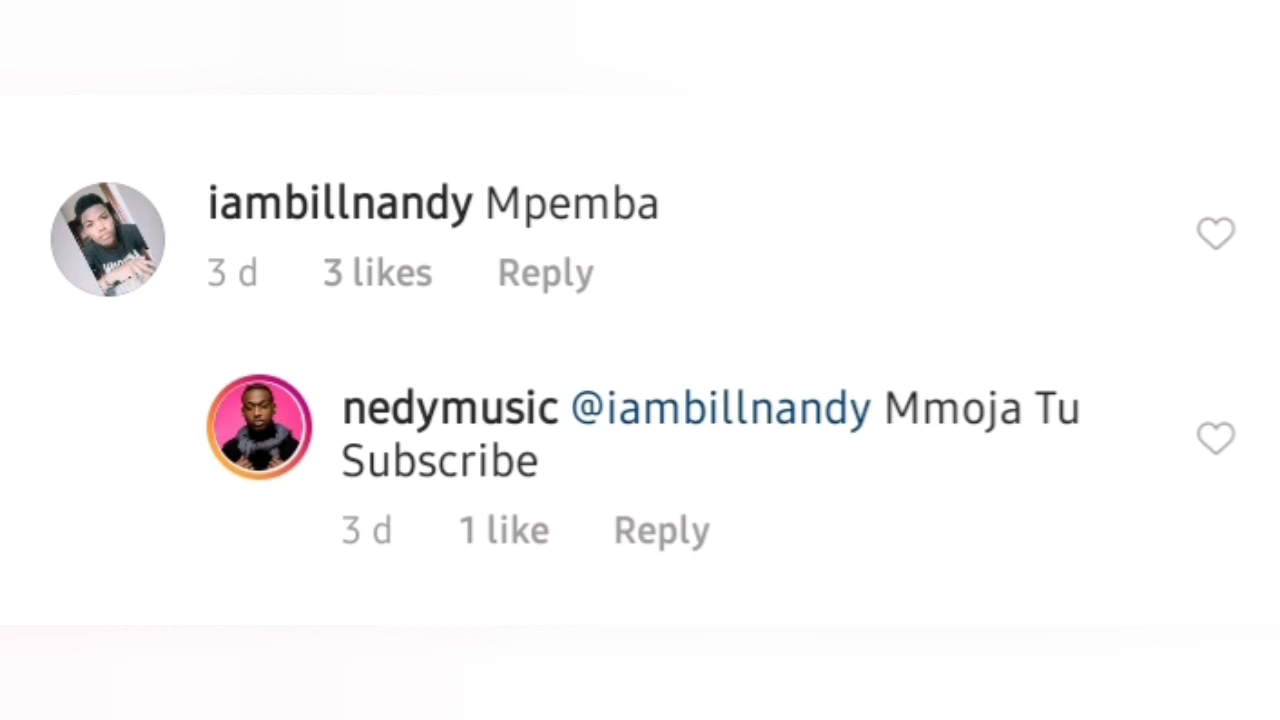 iambillnandy Mpemba
3 d 3 likes Reply
nedymusic @iambillnandy Mmoja Tu
Subscribe
3 d 1 like Reply